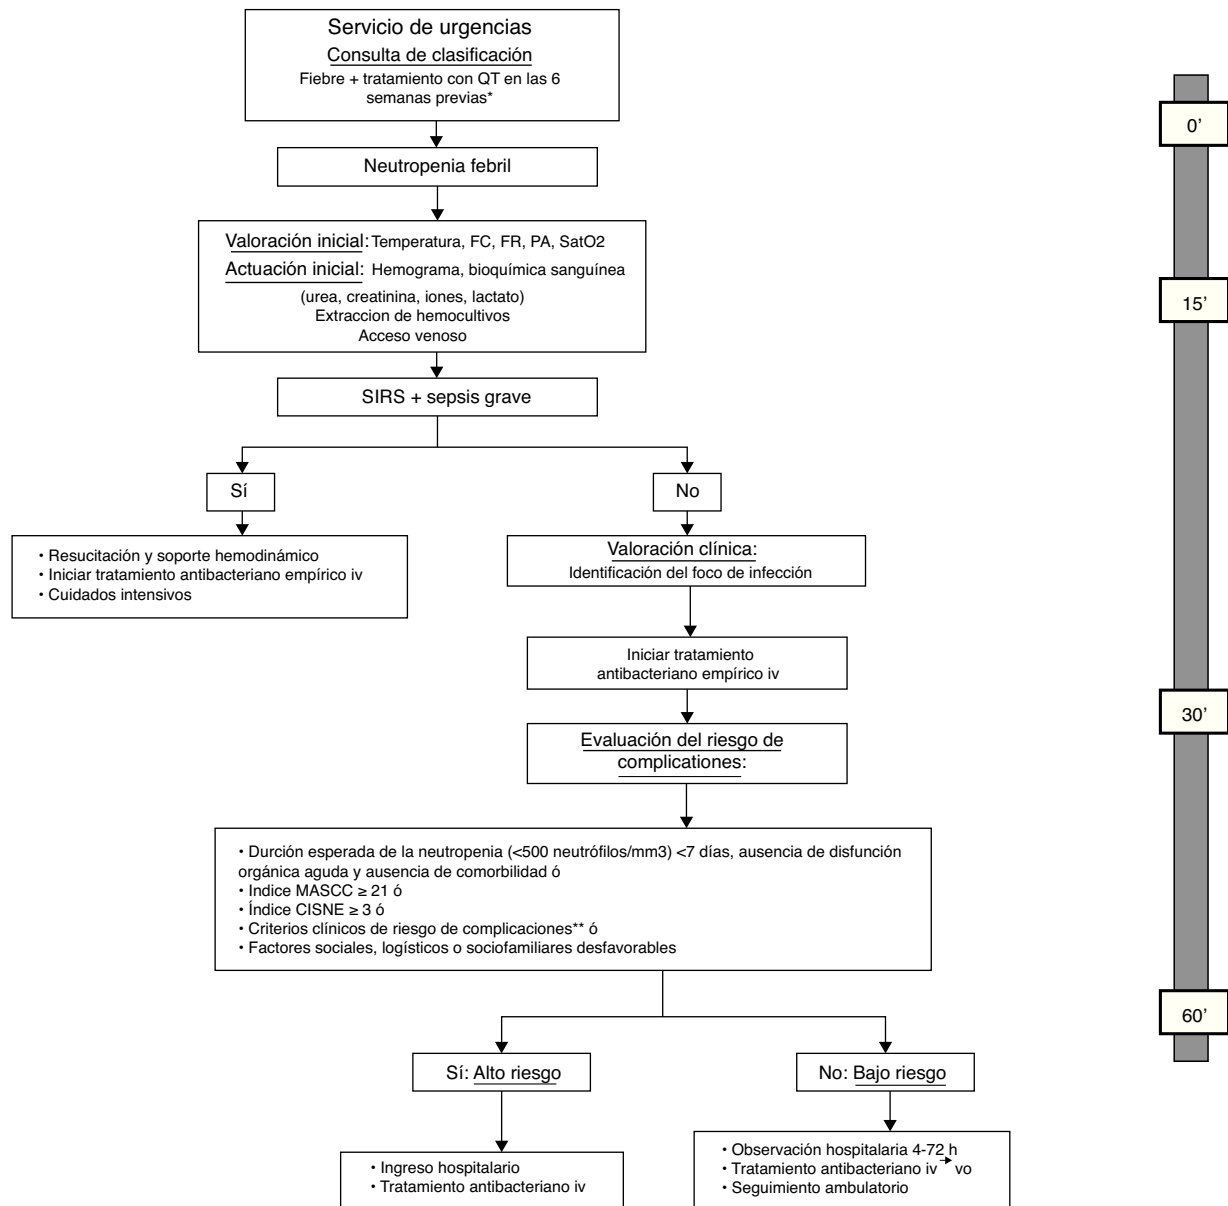 Servicio de urgencias
Consulta de clasificación
Fiebre + tratamiento con QT en las 6
semanas previas*
0’
Neutropenia febril
Valoración inicial: Temperatura, FC, FR, PA, SatO2
Actuación inicial: Hemograma, bioquímica sanguínea
(urea, creatinina, iones, lactato)
Extraccion de hemocultivos
Acceso venoso
15’
SIRS + sepsis grave
Sí
No
• Resucitación y soporte hemodinámico
• Iniciar tratamiento antibacteriano empírico iv
• Cuidados intensivos
Valoración clínica:
Identificación del foco de infección
Iniciar tratamiento
antibacteriano empírico iv
30’
Evaluación del riesgo de
complicationes:
• Durción esperada de la neutropenia (<500 neutrófilos/mm3) <7 días, ausencia de disfunción
orgánica aguda y ausencia de comorbilidad ó
• Indice MASCC ≥ 21 ó
• Índice CISNE ≥ 3 ó
• Criterios clínicos de riesgo de complicaciones** ó
• Factores sociales, logísticos o sociofamiliares desfavorables
60’
Sí: Alto riesgo
No: Bajo riesgo
• Ingreso hospitalario
• Tratamiento antibacteriano iv
• Observación hospitalaria 4-72 h
• Tratamiento antibacteriano iv → vo
• Seguimiento ambulatorio